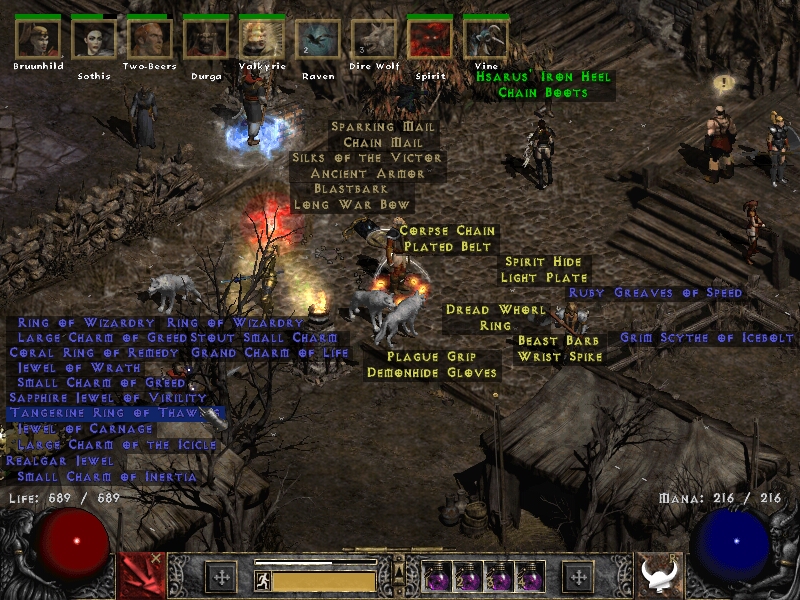 Bruunhild
Sothis
Two-Beers
Durga
Valkyrie
2
Raven
3
Dire Wolf
Spirit
Vine
Hsarus' Iron Heel
Chain Boots
Sparking Mail
Chain Mail
Silks of the Victor
Ancient Armor
Blastbark
Long War Bow
Corpse Chain
Plated Belt
Spirit Hide
Light Plate
Ruby Greaves of Speed
Dread Whorl
Ring
Beast Barb
Wrist Spike
Grim Scythe of Icebolt
Plague Grip
Demonhide Gloves
Ring of Wizardry Ring of Wizardry
Large Charm of Greed Stout Small Charm
Coral Ring of Remedy Grand Charm of Life
Jewel of Wrath
Small Charm of Greed
Sapphire Jewel of Virility
Tangerine Ring of Thawing
Jewel of Carnage
Large Charm of the Icicle
Realgar Jewel
Small Charm of Inertia
Life: 589 / 589
Mana: 216 / 216